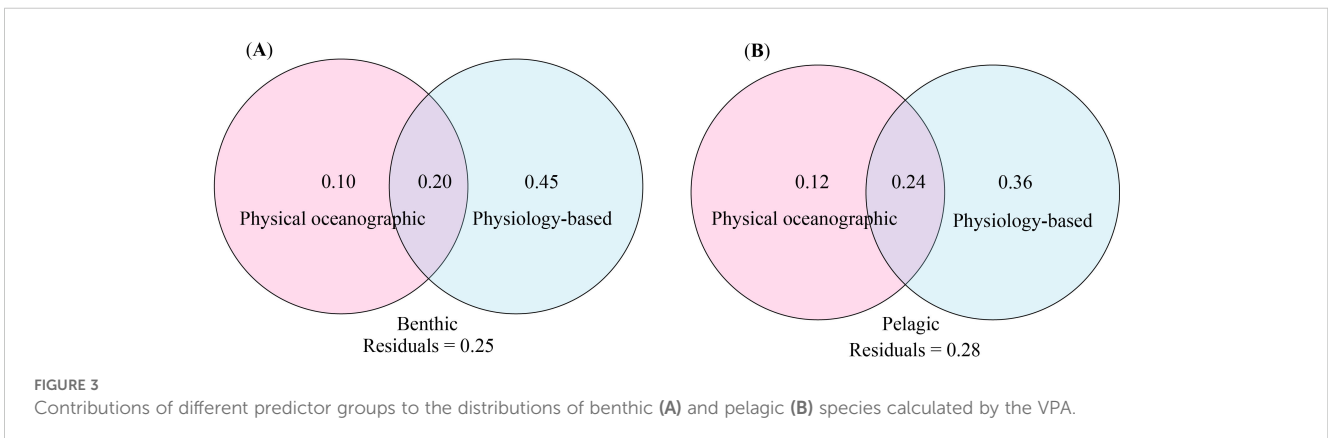 (A)
(B)
0.10 0.20 0.45
Physical oceanographic Physiology-based
Benthic
Residuals = 0.25
0.12 0.24 0.36
Physical oceanographic Physiology-based
Pelagic
Residuals = 0.28
FIGURE 3
Contributions of different predictor groups to the distributions of benthic (A) and pelagic (B) species calculated by the VPA.